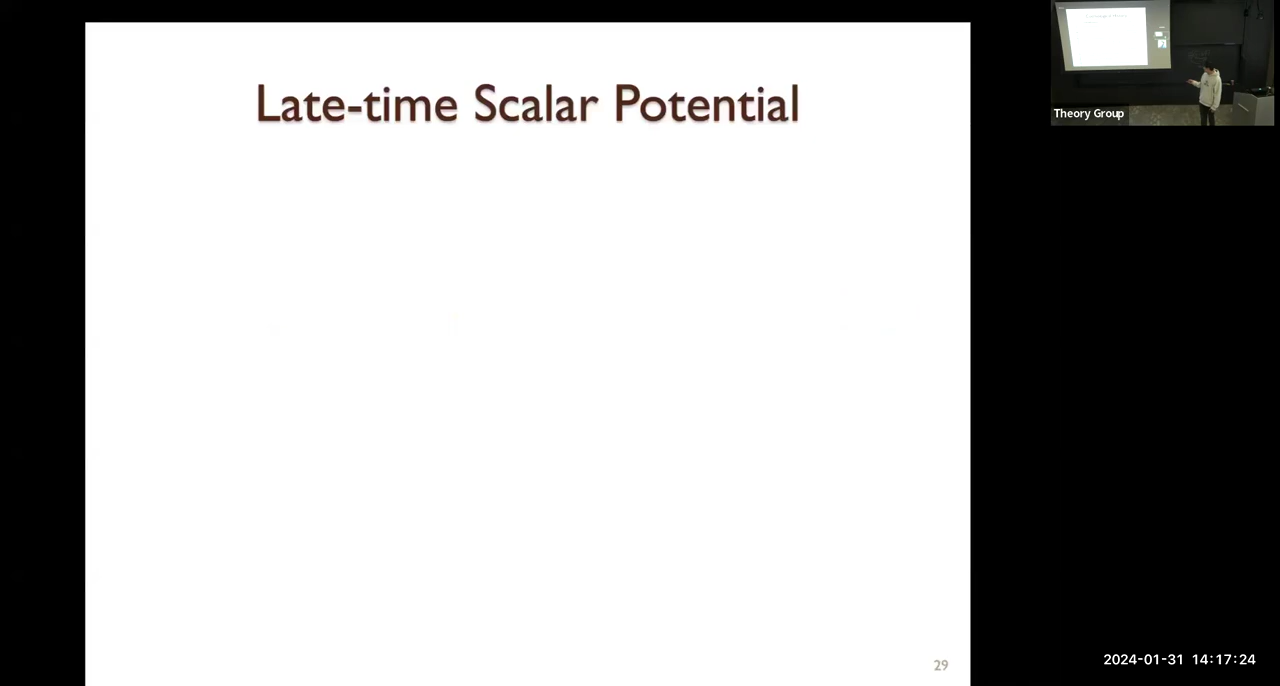 Late-time Scalar Potential
Theory Group
29
2024-01-31 14:17:24